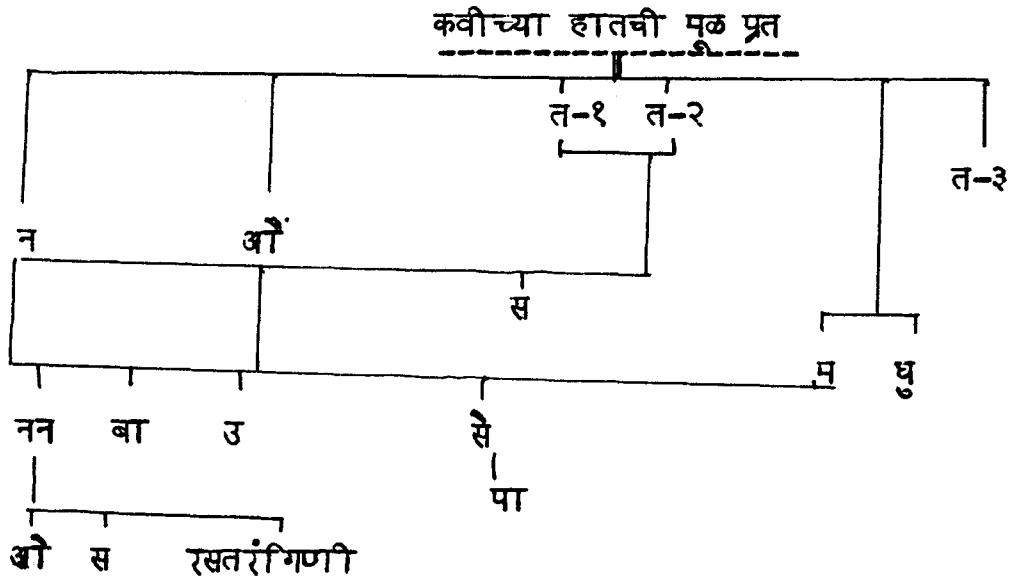 कवीच्या हातची मूळ प्रत
त-१ त-२
त-३
न औं
स
म धु
नन बा उ से
पा
ओ स रसतरंगिणी